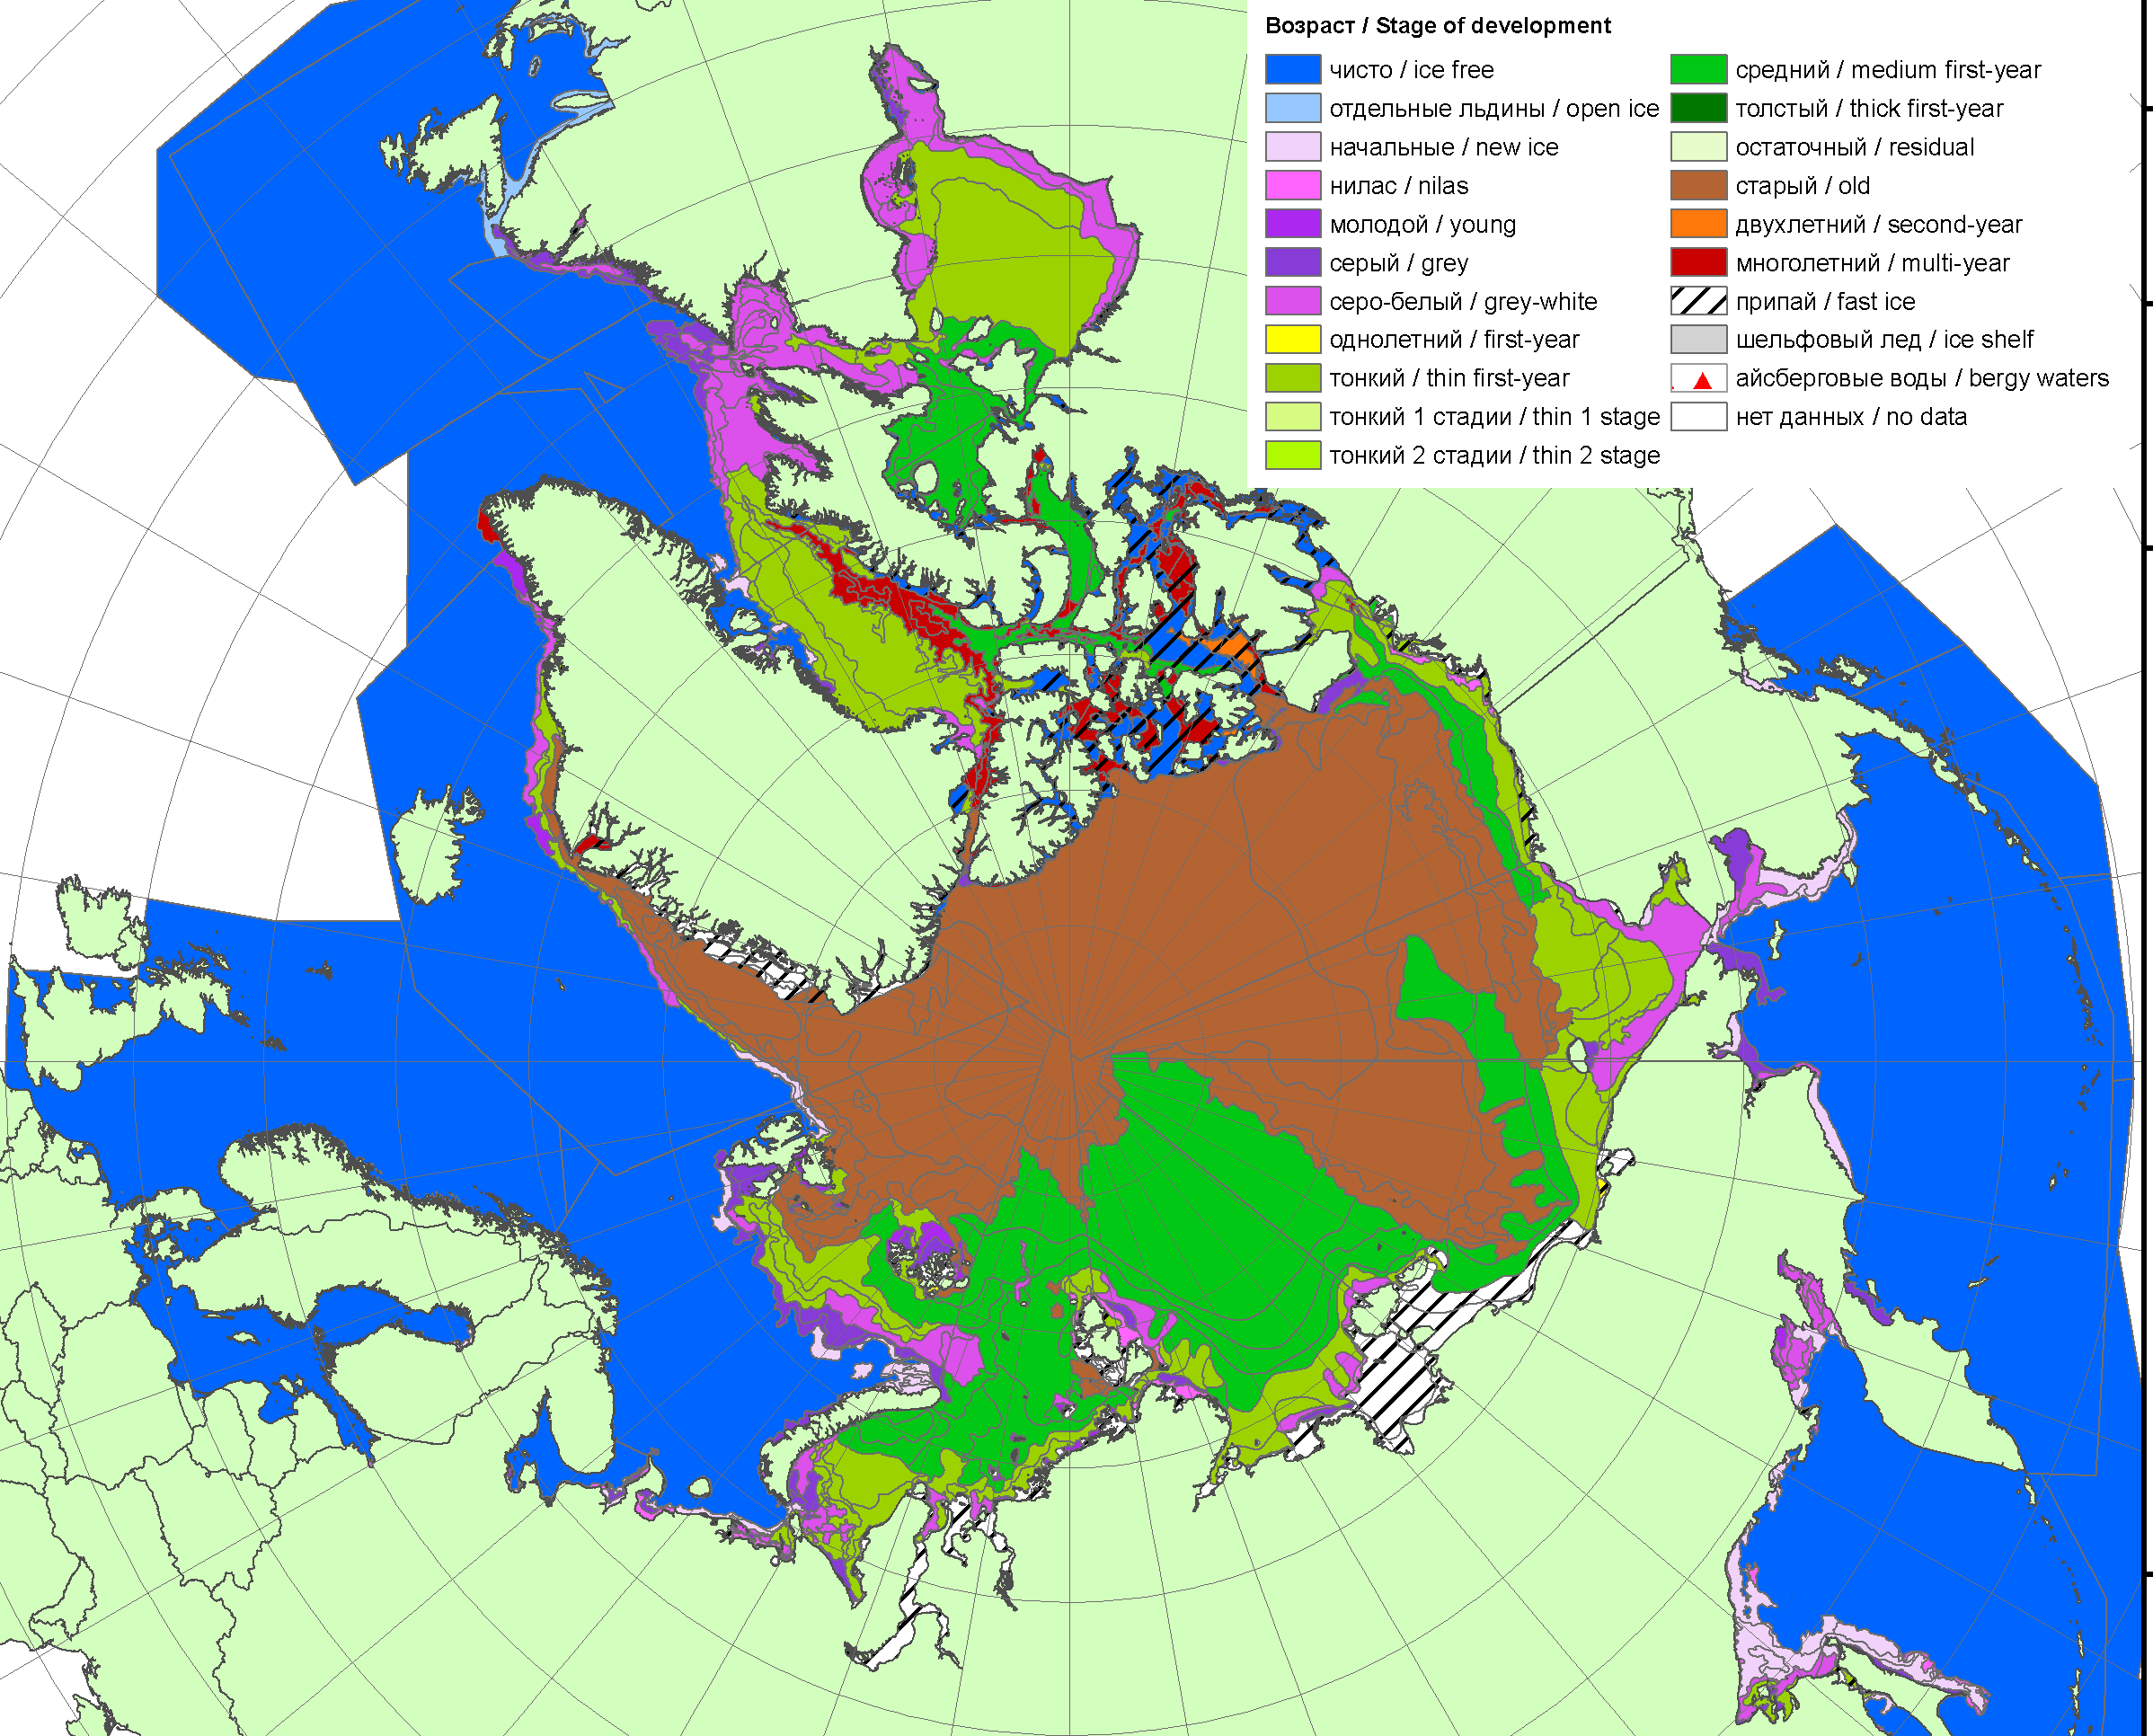 Возраст / Stage of development
чисто / ice free
отдельные льдины / open ice
начальные / new ice
нилас / nilas
молодой / young
серый / grey
серо-белый / grey-white
однолетний / first-year
тонкий / thin first-year
тонкий 1 стадии / thin 1 stage
тонкий 2 стадии / thin 2 stage
средний / medium first-year
толстый / thick first-year
остаточный / residual
старый / old
двухлетний / second-year
многолетний / multi-year
припай / fast ice
шельфовый лед / ice shelf
айсберговые воды / bergy waters
нет данных / no data